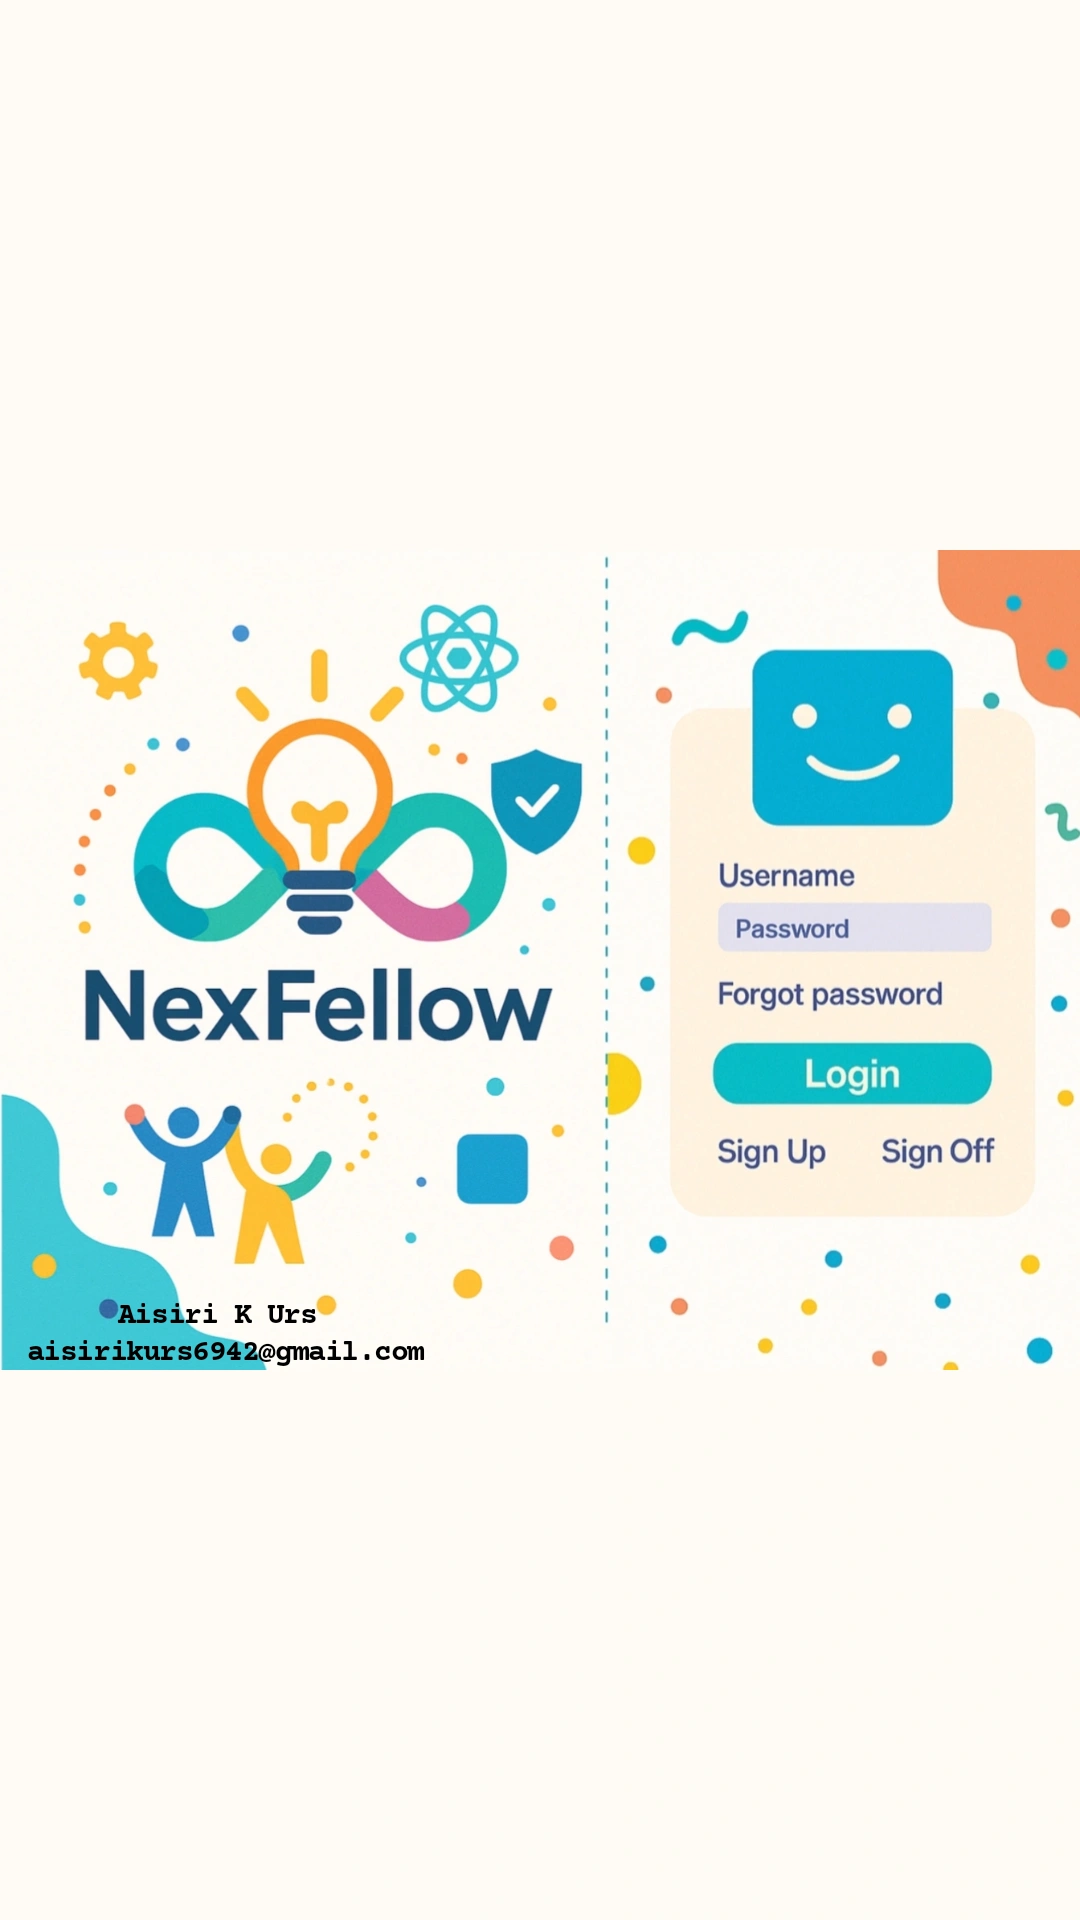 NexFellow
Aisiri K Urs
aisirikurs6942@gmail.com
Username
Password
Forgot password
Login
Sign Up Sign Off